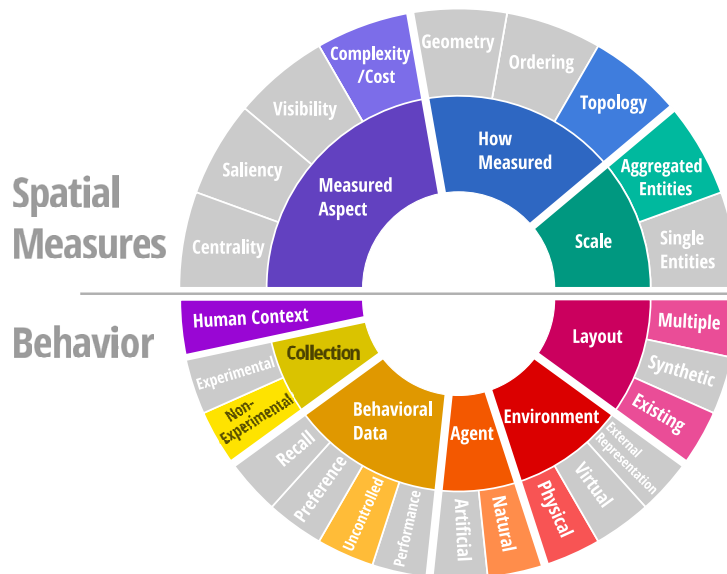 Spatial
Measures
Centrality
Saliency
Visibility
Complexity
/Cost
Measured
Aspect
Geometry
Ordering
Topology
How
Measured
Aggregated
Entities
Single
Entities
Scale
Behavior
Human Context
Collection
Experimental
Non-
Experimental
Behavioral
Data
Recall
Preference
Uncontrolled
Performance
Agent
Artificial
Natural
Environment
Physical
Virtual
External
Representation
Layout
Existing
Synthetic
Multiple